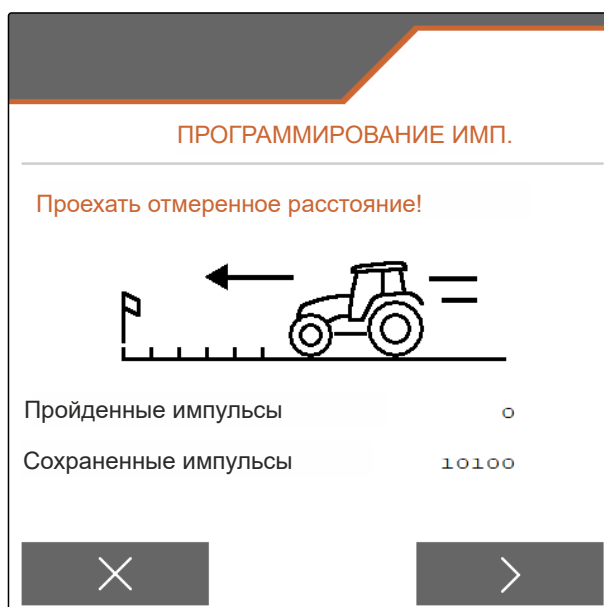 ПРОГРАММИРОВАНИЕ ИМП.
Проехать отмеренное расстояние!
Пройденные импульсы 0
Сохраненные импульсы 10100